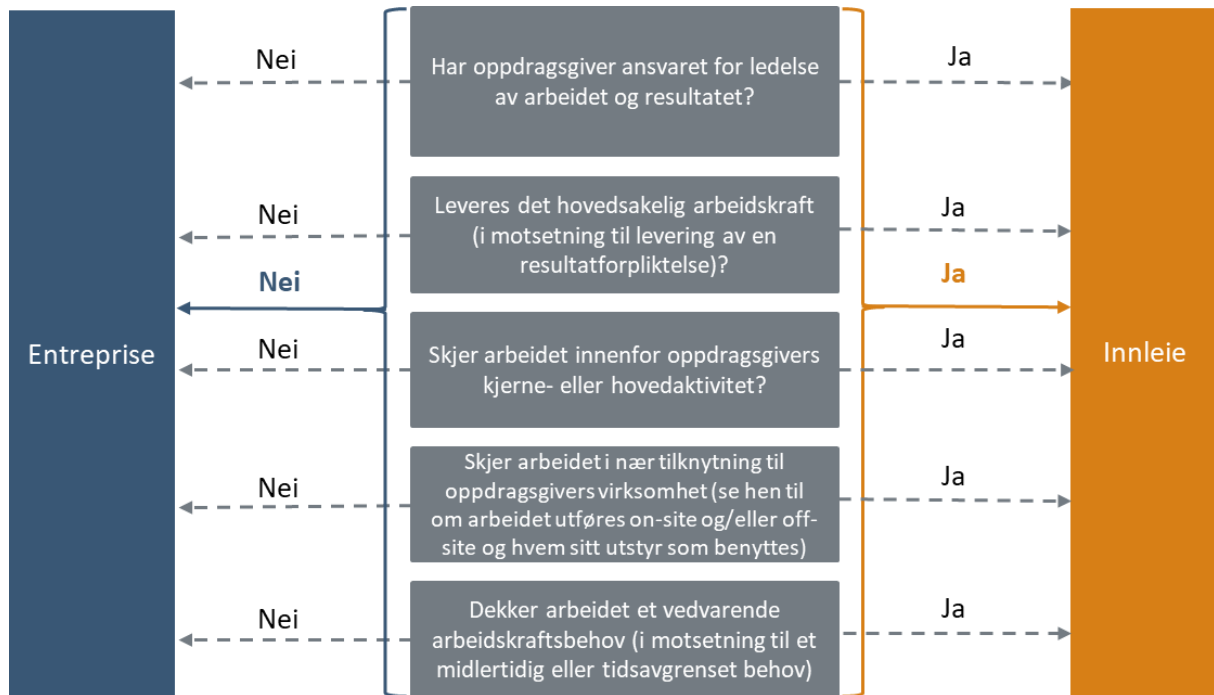 Nei
Har oppdragsgiver ansvaret for ledelse
av arbeidet og resultatet?
Ja
Nei
Leveres det hovedsakelig arbeidskraft
(i motsetning til levering av en
resultatforpliktelse)?
Ja
Nei
Ja
Entreprise
Nei
Skjer arbeidet innenfor oppdragsgivers
kjerne- eller hovedaktivitet?
Ja
Innleie
Nei
Skjer arbeidet i nær tilknytning til
oppdragsgivers virksomhet (se hen til
om arbeidet utføres on-site og/eller off-
site og hvem sitt utstyr som benyttes)
Ja
Nei
Dekker arbeidet et vedvarende
arbeidskraftsbehov (i motsetning til et
midlertidig eller tidsavgrenset behov)
Ja